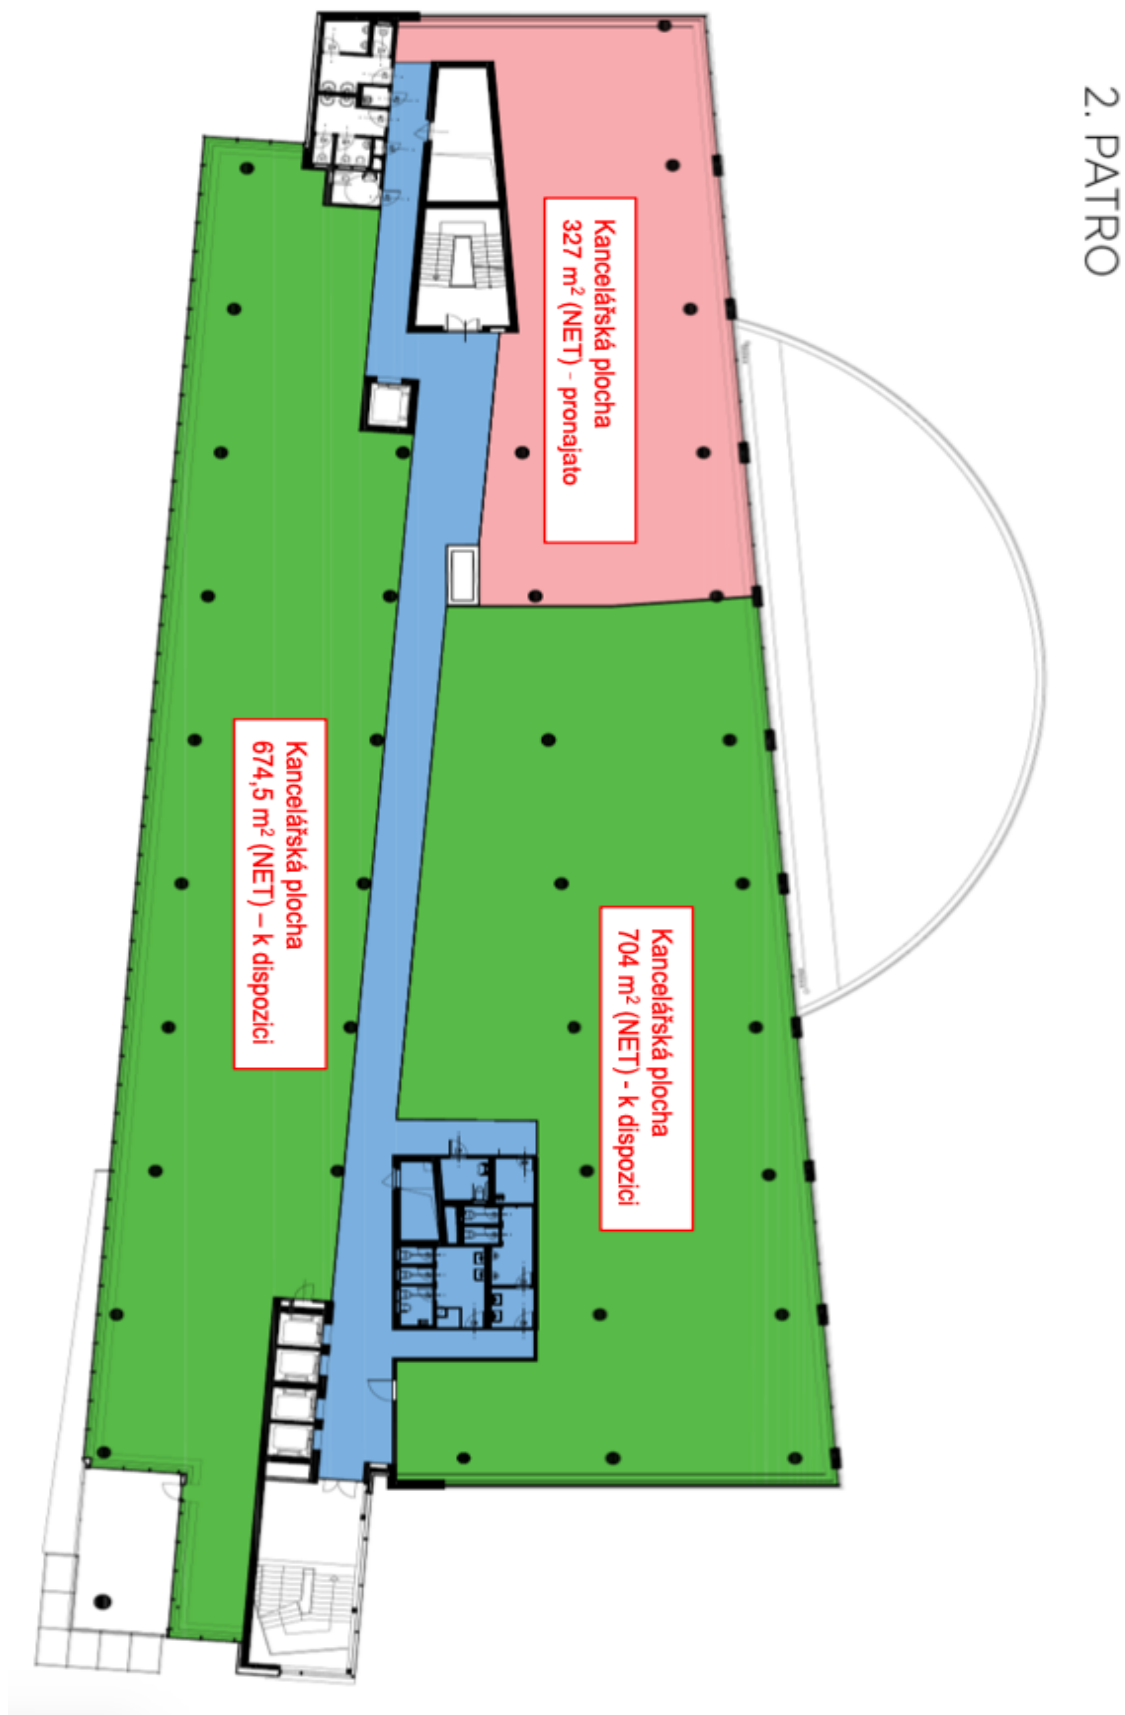 2. PATRO
Kancelářská plocha
327 m² (NET) - pronajato
Kancelářská plocha
704 m² (NET) - k dispozici
Kancelářská plocha
674,5 m² (NET) – k dispozici